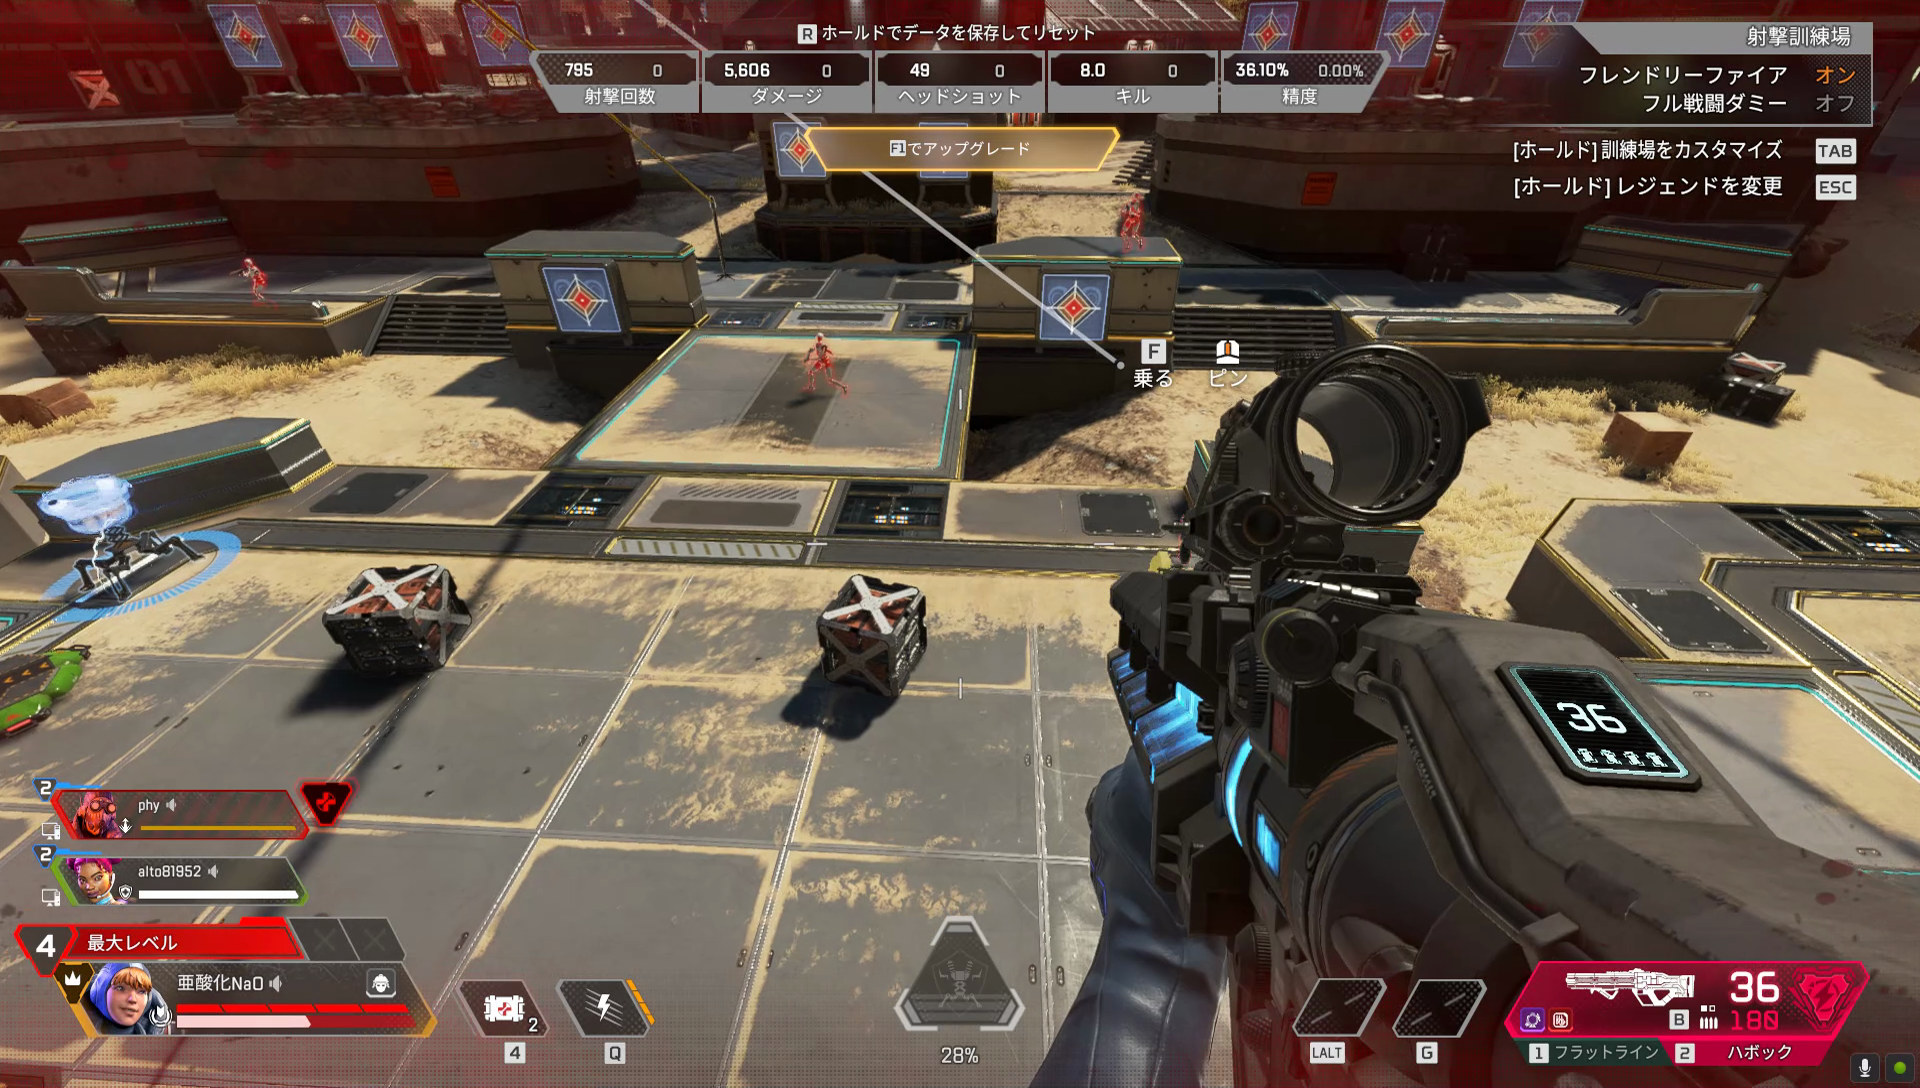 R ホールドでデータを保存してリセット
795 0
射撃回数
5,606 0
ダメージ
49 0
ヘッドショット
8.0 0
キル
36.10% 0.00%
精度
F1でアップグレード
射撃訓練場
フレンドリーファイア オン
フル戦闘ダミー オフ
[ホールド]訓練場をカスタマイズ TAB
[ホールド]レジェンドを変更 ESC
01
F
乗る
ピン
36
2
phy
2
alto81952
4 最大レベル
亜酸化NaO
2
4
Q
28%
LALT
G
36
B 180
1 フラットライン
2 ハボック